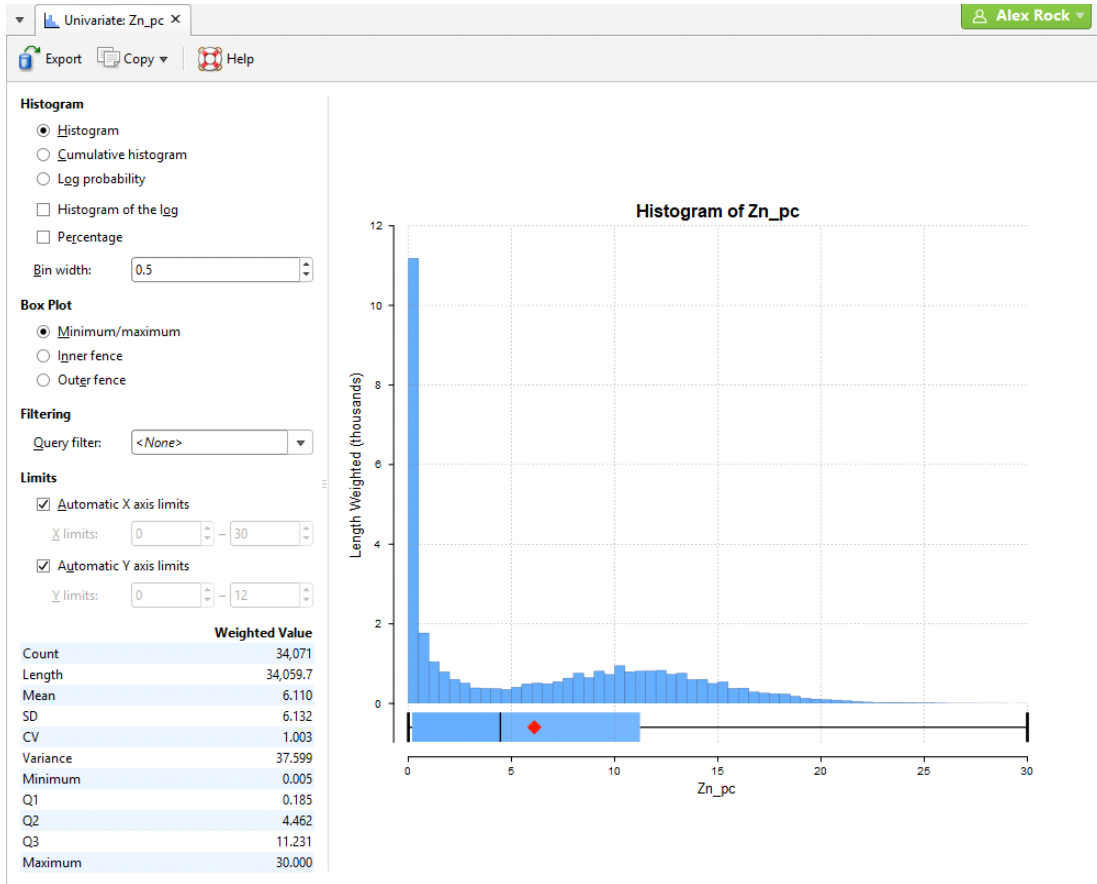 Univariate: Zn_pc ×
Alex Rock
Export Copy Help
Histogram
Histogram
Cumulative histogram
Log probability
Histogram of the log
Percentage
Bin width: 0.5
Box Plot
Minimum/maximum
Inner fence
Outer fence
Filtering
Query filter: <None>
Limits
Automatic X axis limits
X limits: 0 – 30
Automatic Y axis limits
Y limits: 0 – 12
Weighted Value
Count 34,071
Length 34,059.7
Mean 6.110
SD 6.132
CV 1.003
Variance 37.599
Minimum 0.005
Q1 0.185
Q2 4.462
Q3 11.231
Maximum 30.000
Histogram of Zn_pc
Length Weighted (thousands)
12
10
8
6
4
2
0
0 5 10 15 20 25 30
Zn_pc